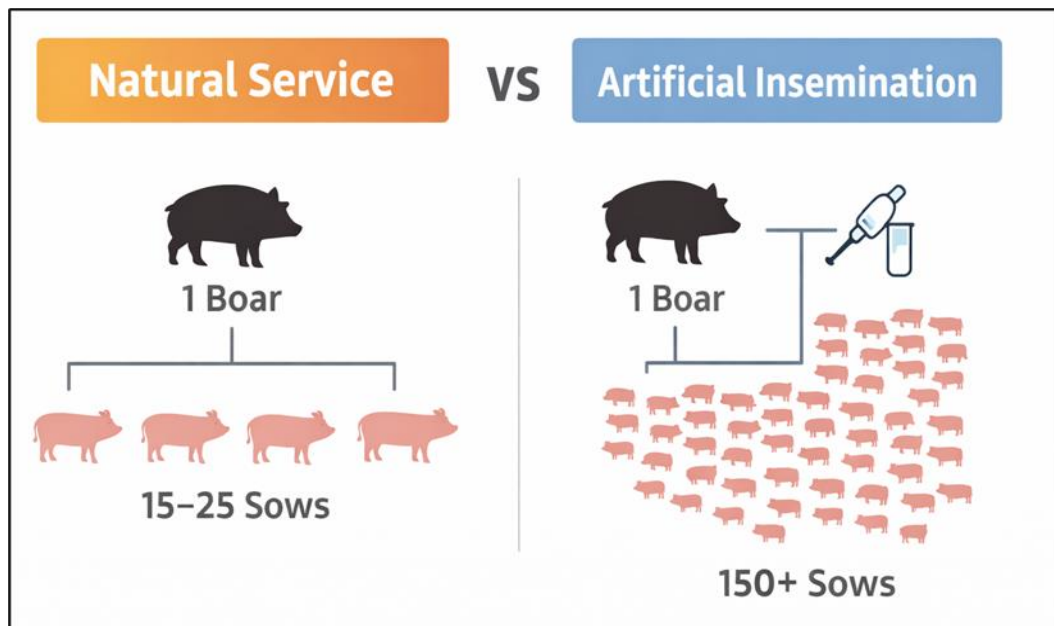 Natural Service
VS
Artificial Insemination
1 Boar
15–25 Sows
1 Boar
150+ Sows